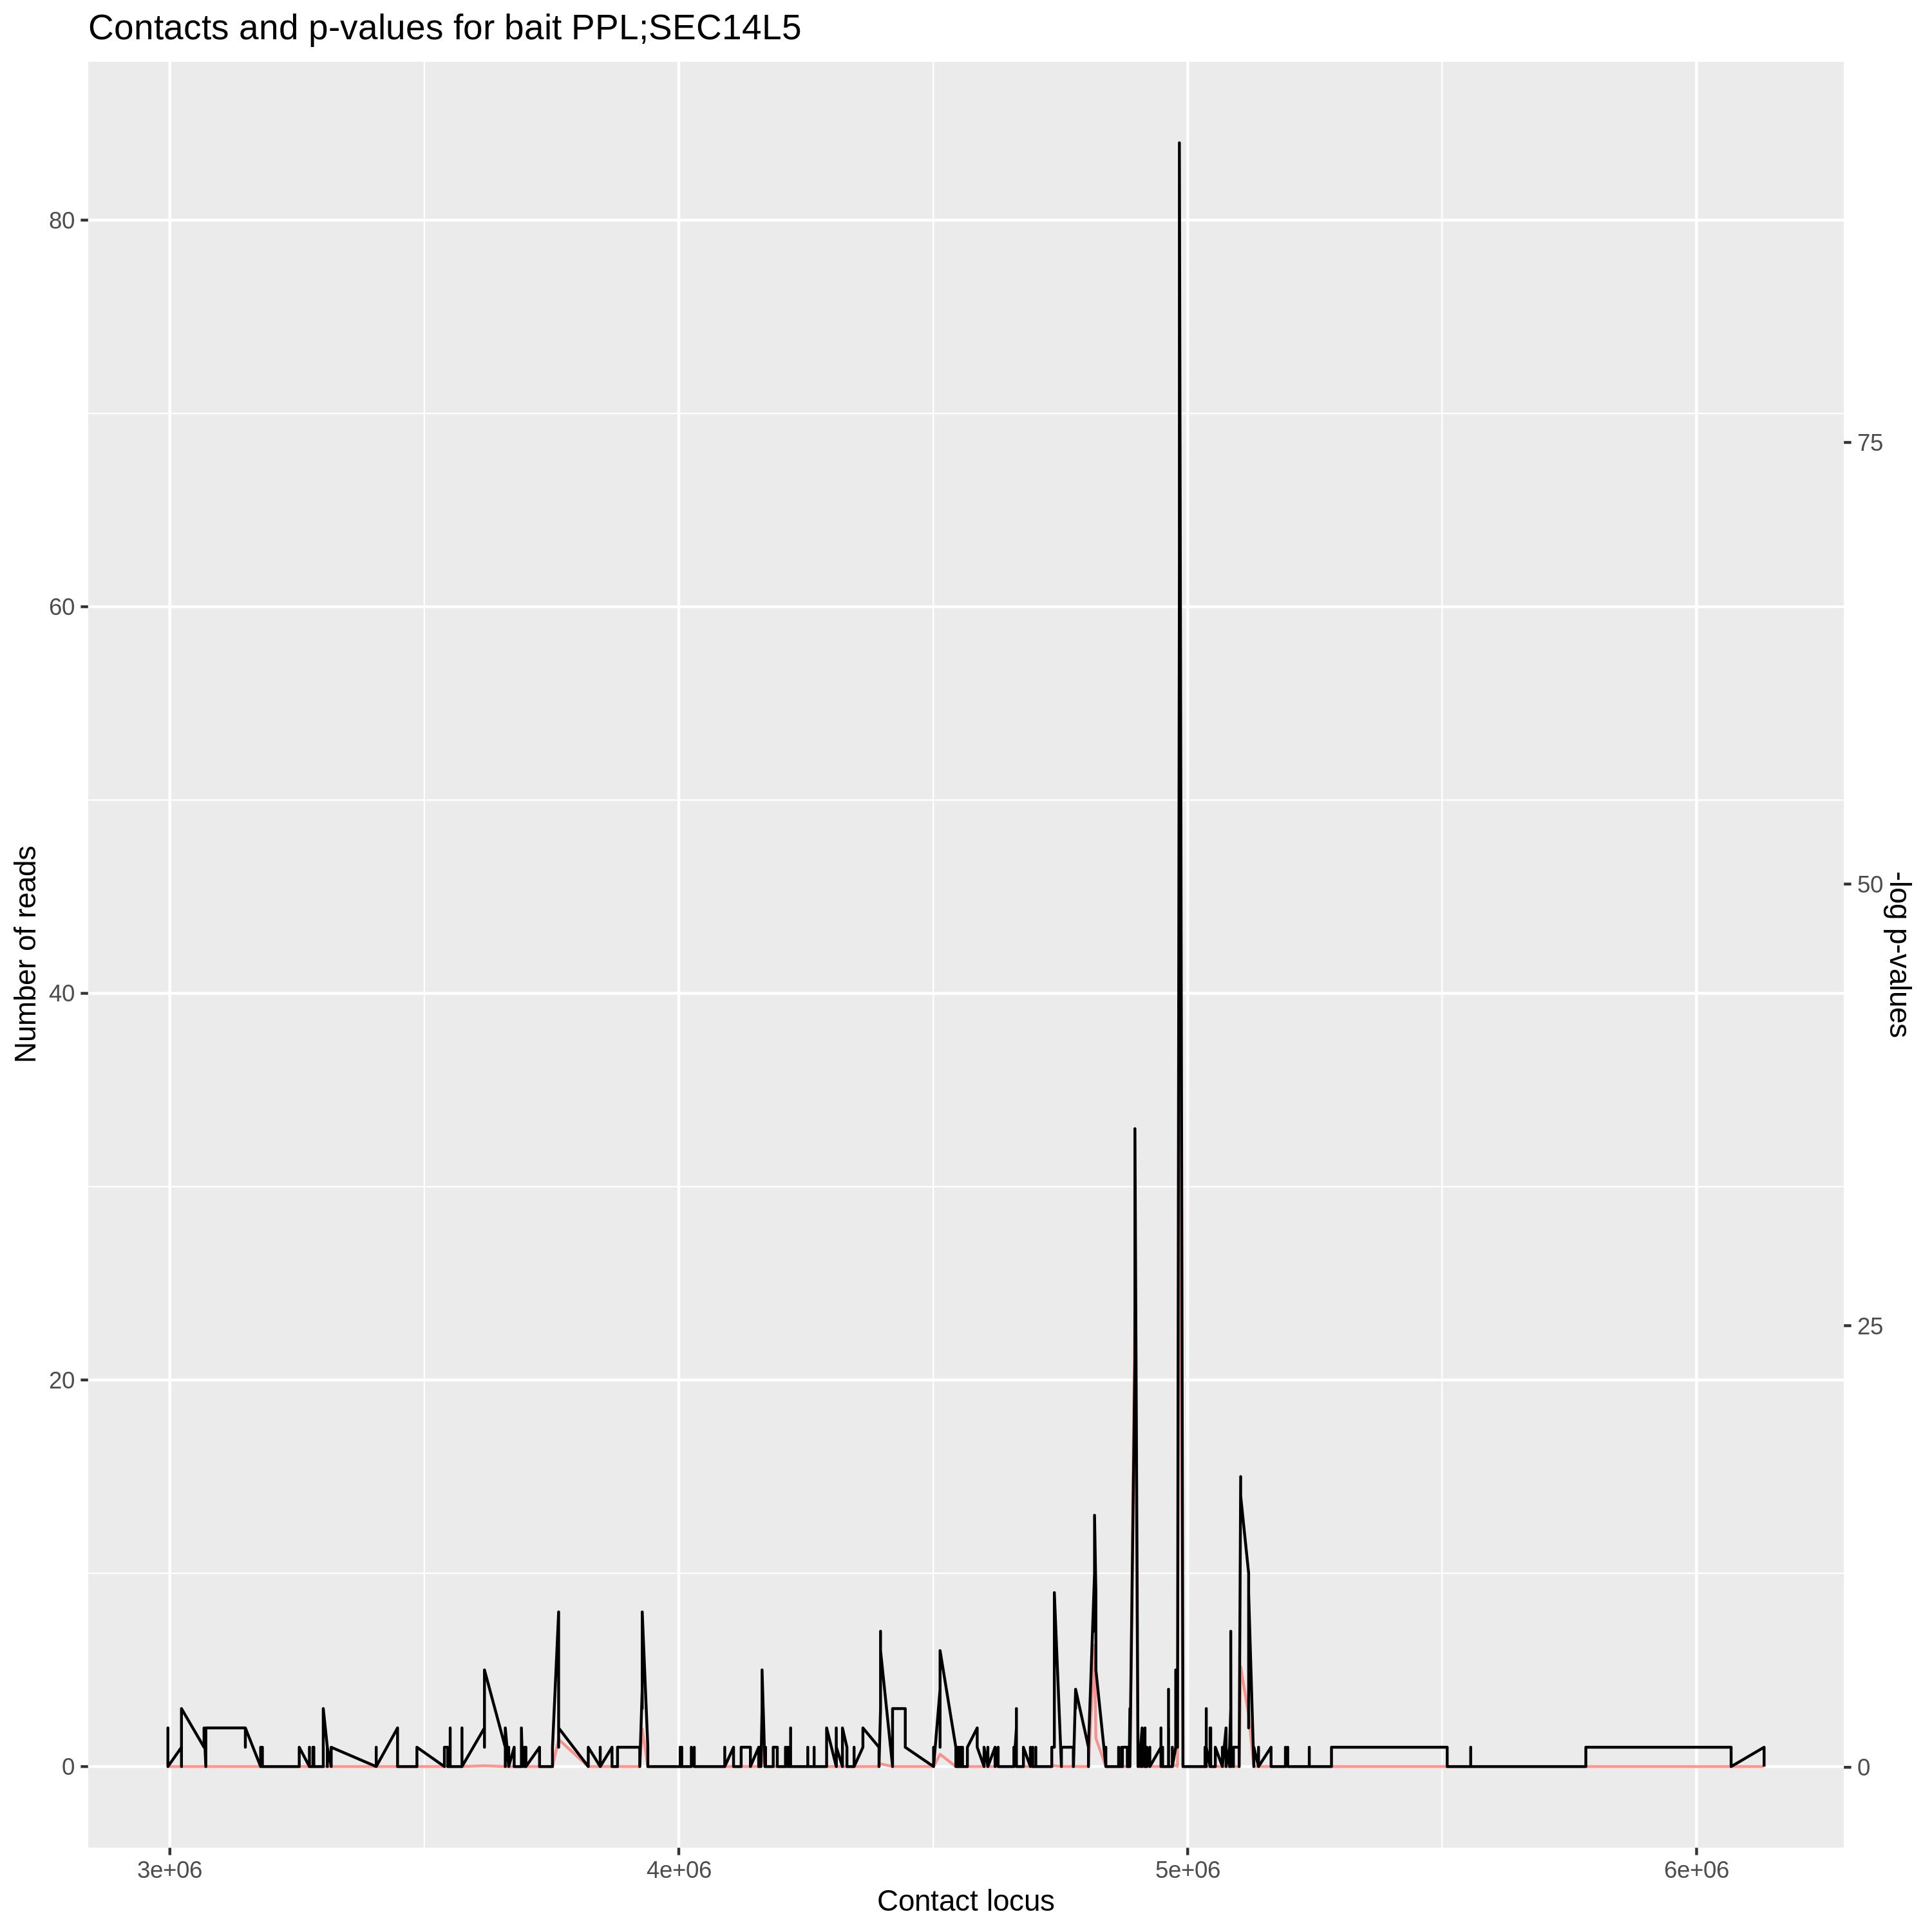 Contacts and p-values for bait PPL;SEC14L5
80
60
40
20
0
Number of reads
75
50
25
0
-log p-values
3e+06
4e+06
5e+06
6e+06
Contact locus